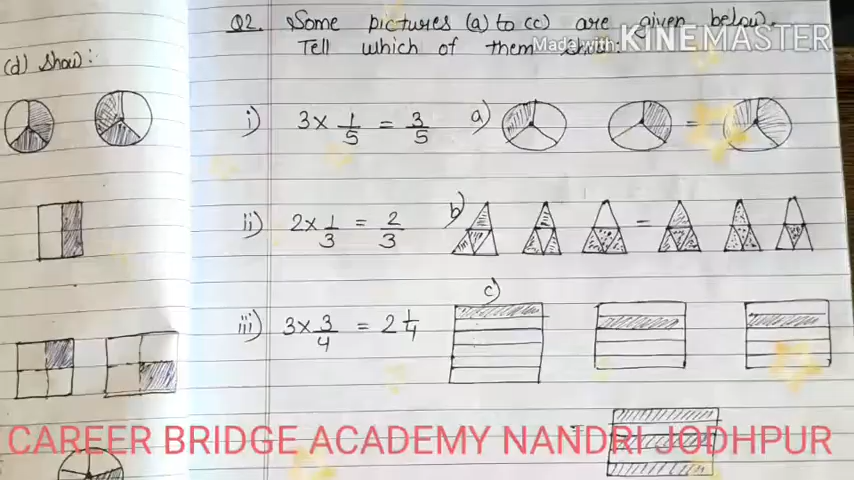 (d) Show:
Q2. Some pictures (a) to (c) are given below.
Tell which of them show:
Made with KINEMASTER
i) 3 × 1/5 = 3/5 a) =
ii) 2 × 1/3 = 2/3 b) =
c)
iii) 3 × 3/4 = 2 1/4
=
CAREER BRIDGE ACADEMY NANDRI JODHPUR